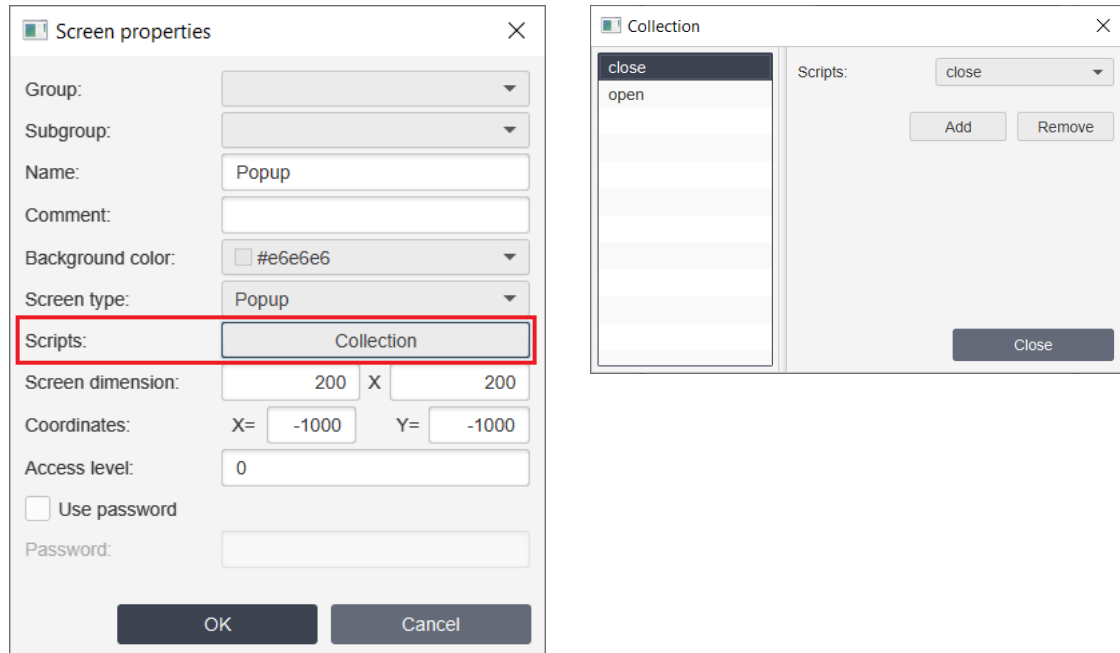 Screen properties
Group:
Subgroup:
Name: Popup
Comment:
Background color: #e6e6e6
Screen type: Popup
Scripts: Collection
Screen dimension: 200 X 200
Coordinates: X= -1000 Y= -1000
Access level: 0
Use password
Password:
OK Cancel
Collection
close
open
Scripts: close
Add Remove
Close